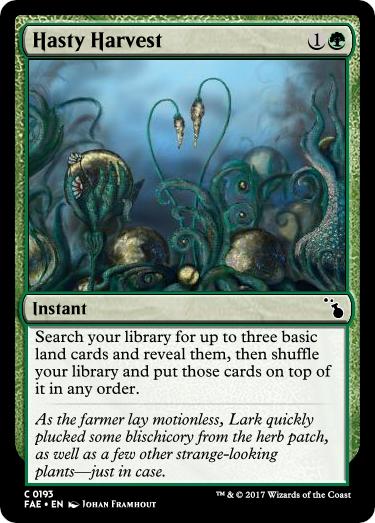 Hasty Harvest 1
Instant
Search your library for up to three basic
land cards and reveal them, then shuffle
your library and put those cards on top of
it in any order.
As the farmer lay motionless, Lark quickly
plucked some blischicory from the herb patch,
as well as a few other strange-looking
plants—just in case.
C 0193
FAE • EN Johan Framhout ™ & © 2017 Wizards of the Coast